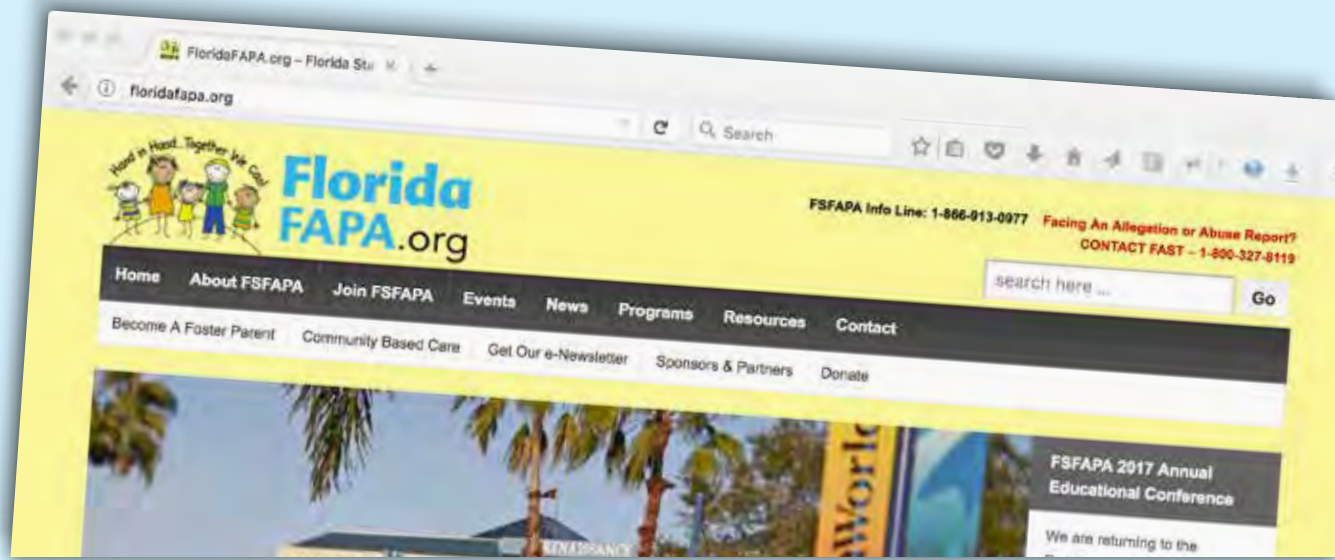 FloridaFAPA.org – Florida Sta
floridafapa.org
Search
Hand in Hand...Together We Can!
Florida
FAPA.org
FSFAPA Info Line: 1-866-913-0977 Facing An Allegation or Abuse Report?
CONTACT FAST – 1-800-327-8119
search here ... Go
Home About FSFAPA Join FSFAPA Events News Programs Resources Contact
Become A Foster Parent Community Based Care Get Our e-Newsletter Sponsors & Partners Donate
RENAISSANCE
aWorld
FSFAPA 2017 Annual
Educational Conference
We are returning to the